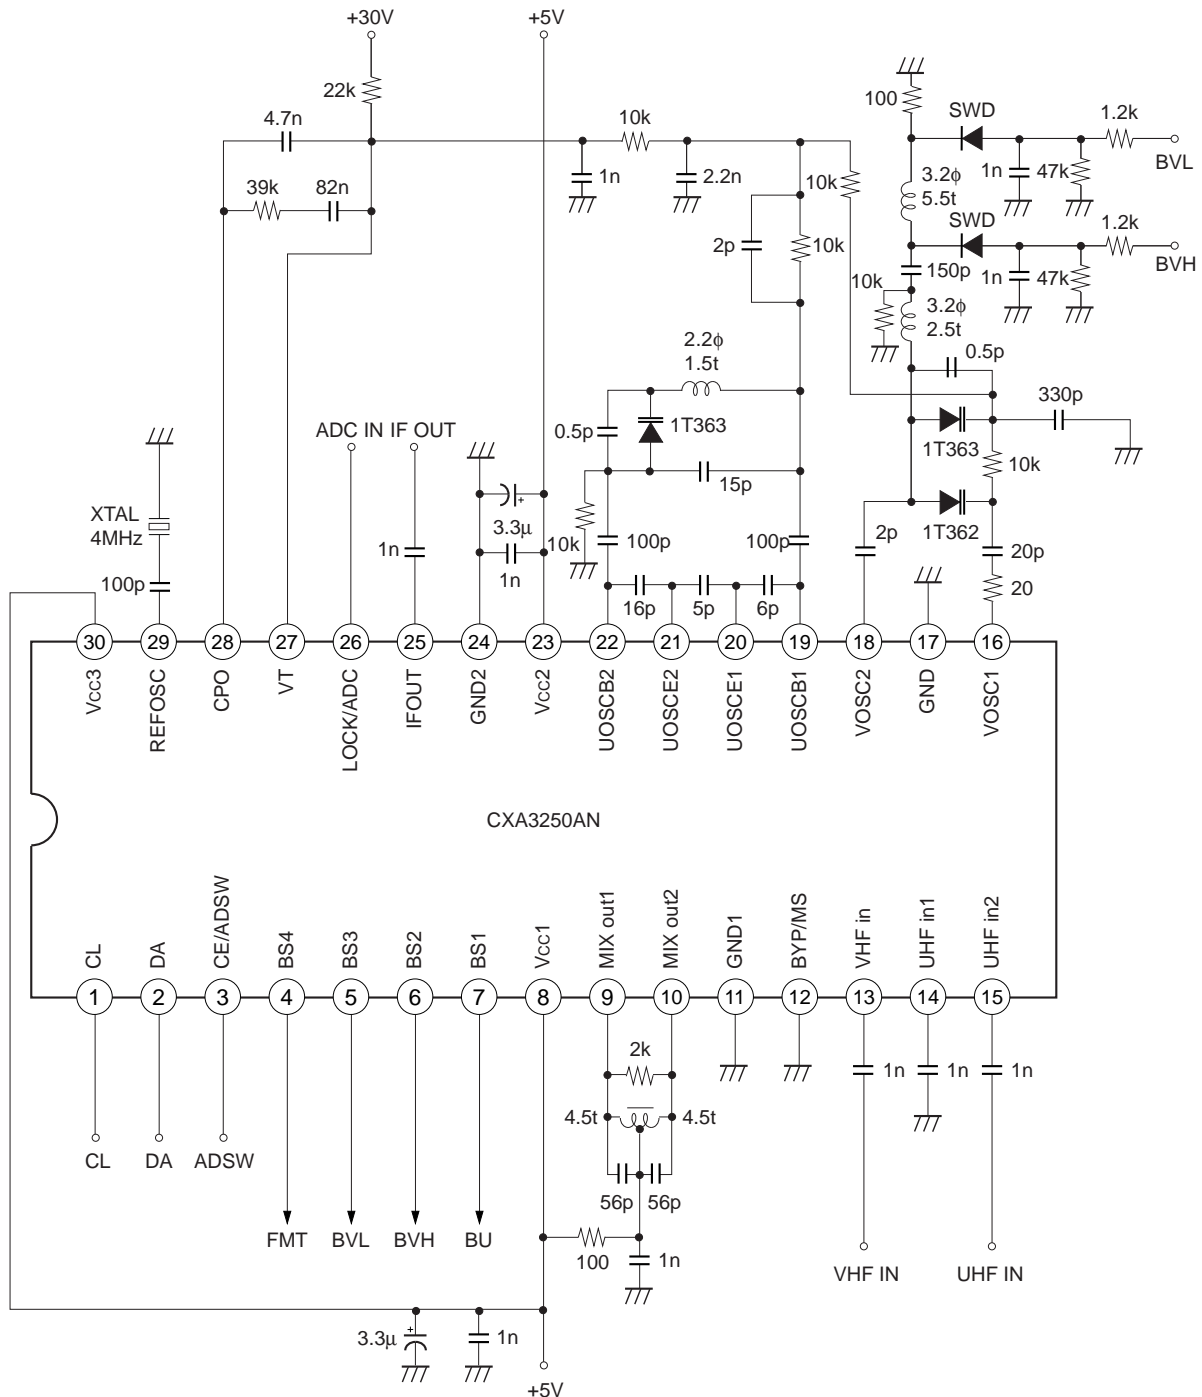 +30V
+5V
22k
100
SWD
1.2k
4.7n
10k
BVL
1n
2.2n
10k
3.2φ
5.5t
1n
47k
39k
82n
SWD
1.2k
2p
10k
BVH
10k
150p
1n
47k
3.2φ
2.5t
2.2φ
1.5t
0.5p
330p
ADC IN
IF OUT
0.5p
1T363
1T363
15p
10k
XTAL
4MHz
3.3μ
+
1T362
1n
10k
100p
100p
2p
20p
100p
1n
16p
5p
6p
20
30
29
28
27
26
25
24
23
22
21
20
19
18
17
16
Vcc3
REFOSC
CPO
VT
LOCK/ADC
IFOUT
GND2
Vcc2
UOSCB2
UOSCE2
UOSCE1
UOSCB1
VOSC2
GND
VOSC1
CXA3250AN
CL
DA
CE/ADSW
BS4
BS3
BS2
BS1
Vcc1
MIX out1
MIX out2
GND1
BYP/MS
VHF in
UHF in1
UHF in2
1
2
3
4
5
6
7
8
9
10
11
12
13
14
15
2k
1n
1n
1n
4.5t
4.5t
CL
DA
ADSW
56p
56p
FMT
BVL
BVH
BU
100
1n
VHF IN
UHF IN
3.3μ
+
1n
+5V